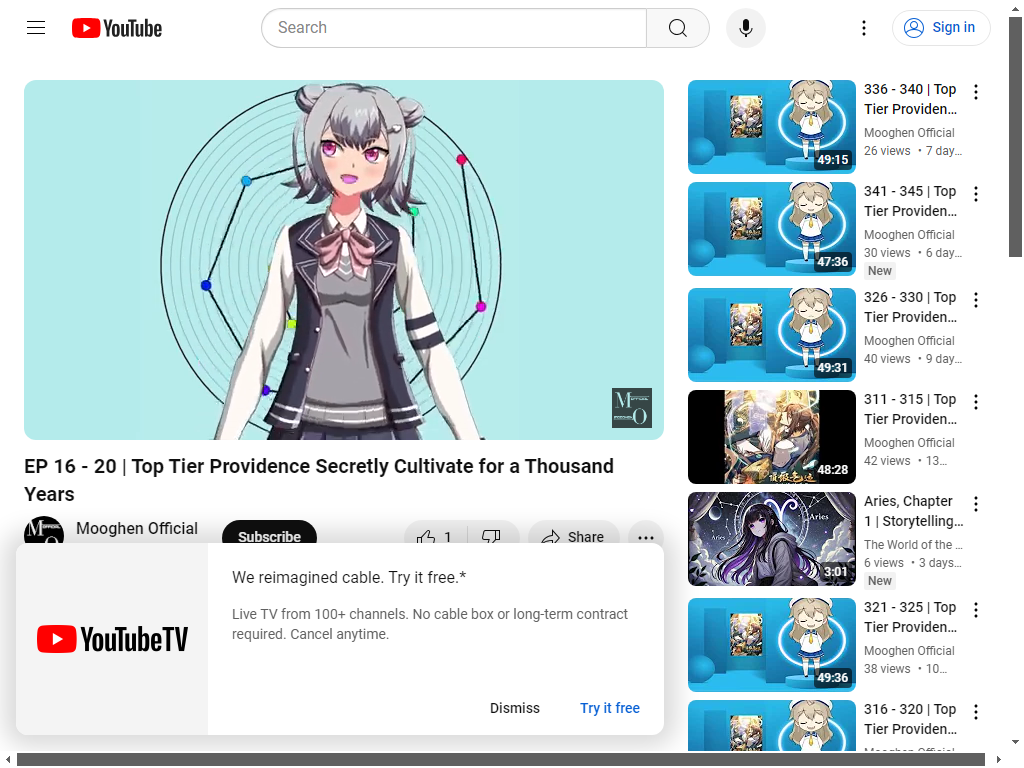 YouTube
Search
Sign in
EP 16 - 20 | Top Tier Providence Secretly Cultivate for a Thousand
Years
Mooghen Official
Subscribe
1
Share
YouTubeTV
We reimagined cable. Try it free.*
Live TV from 100+ channels. No cable box or long-term contract
required. Cancel anytime.
Dismiss
Try it free
336 - 340 | Top
Tier Providen...
Mooghen Official
26 views • 7 day...
49:15
341 - 345 | Top
Tier Providen...
Mooghen Official
30 views • 6 day...
New
47:36
326 - 330 | Top
Tier Providen...
Mooghen Official
40 views • 9 day...
49:31
311 - 315 | Top
Tier Providen...
Mooghen Official
42 views • 13...
48:28
Aries, Chapter
1 | Storytelling...
The World of the ...
6 views • 3 days...
New
Aries
Aries
3:01
321 - 325 | Top
Tier Providen...
Mooghen Official
38 views • 10...
49:36
316 - 320 | Top
Tier Providen...